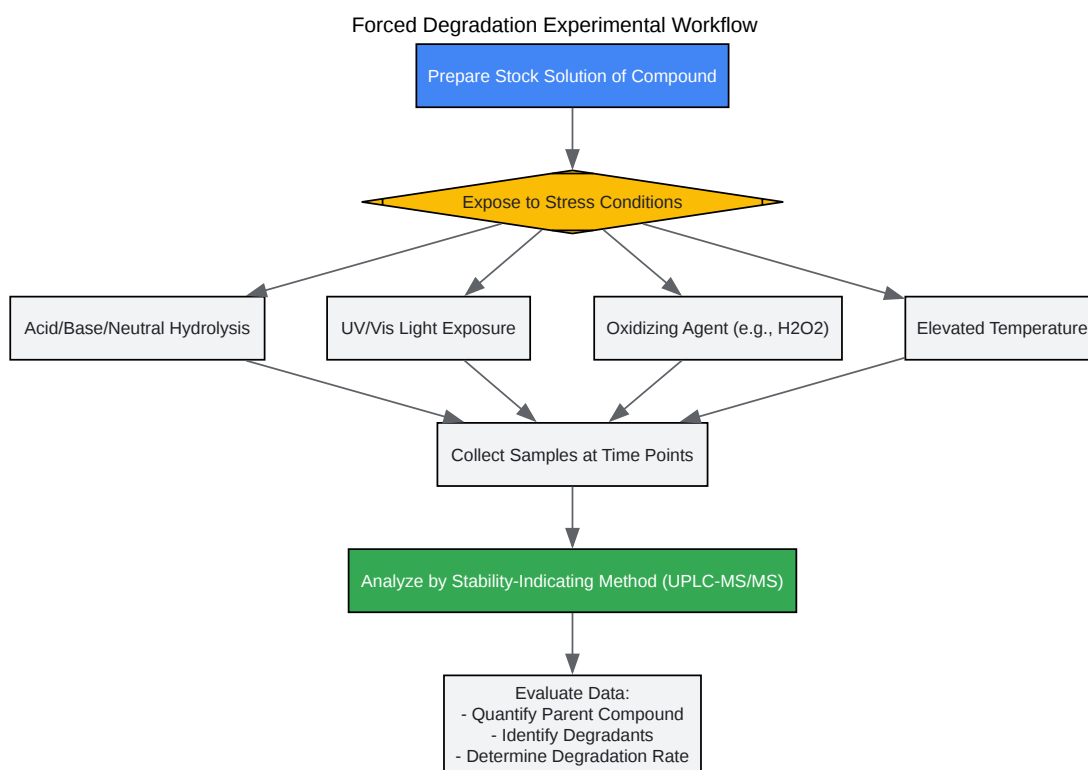 Forced Degradation Experimental Workflow
Prepare Stock Solution of Compound
Expose to Stress Conditions
Acid/Base/Neutral Hydrolysis
UV/Vis Light Exposure
Oxidizing Agent (e.g., H2O2)
Elevated Temperature
Collect Samples at Time Points
Analyze by Stability-Indicating Method (UPLC-MS/MS)
Evaluate Data:
- Quantify Parent Compound
- Identify Degradants
- Determine Degradation Rate